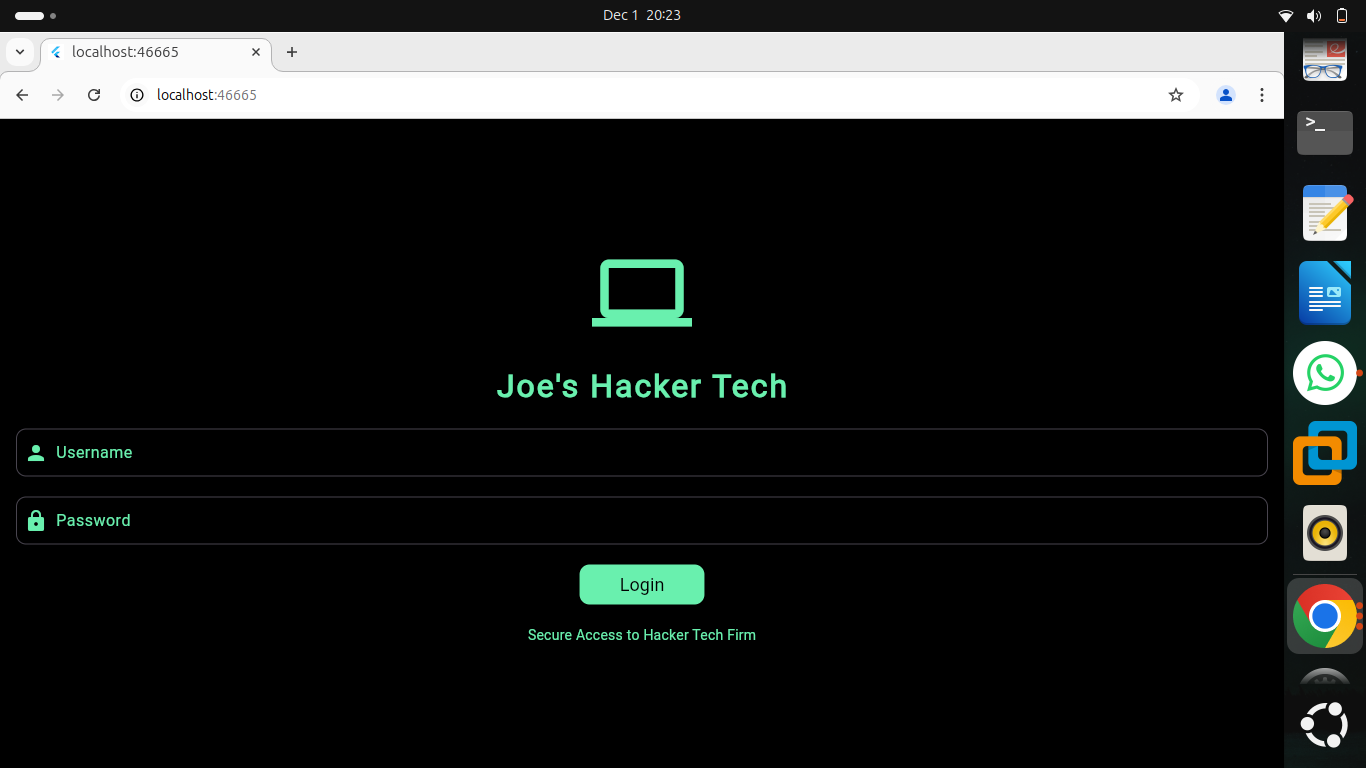 Dec 1 20:23
localhost:46665
localhost:46665
>_
Joe's Hacker Tech
Username
Password
Login
Secure Access to Hacker Tech Firm